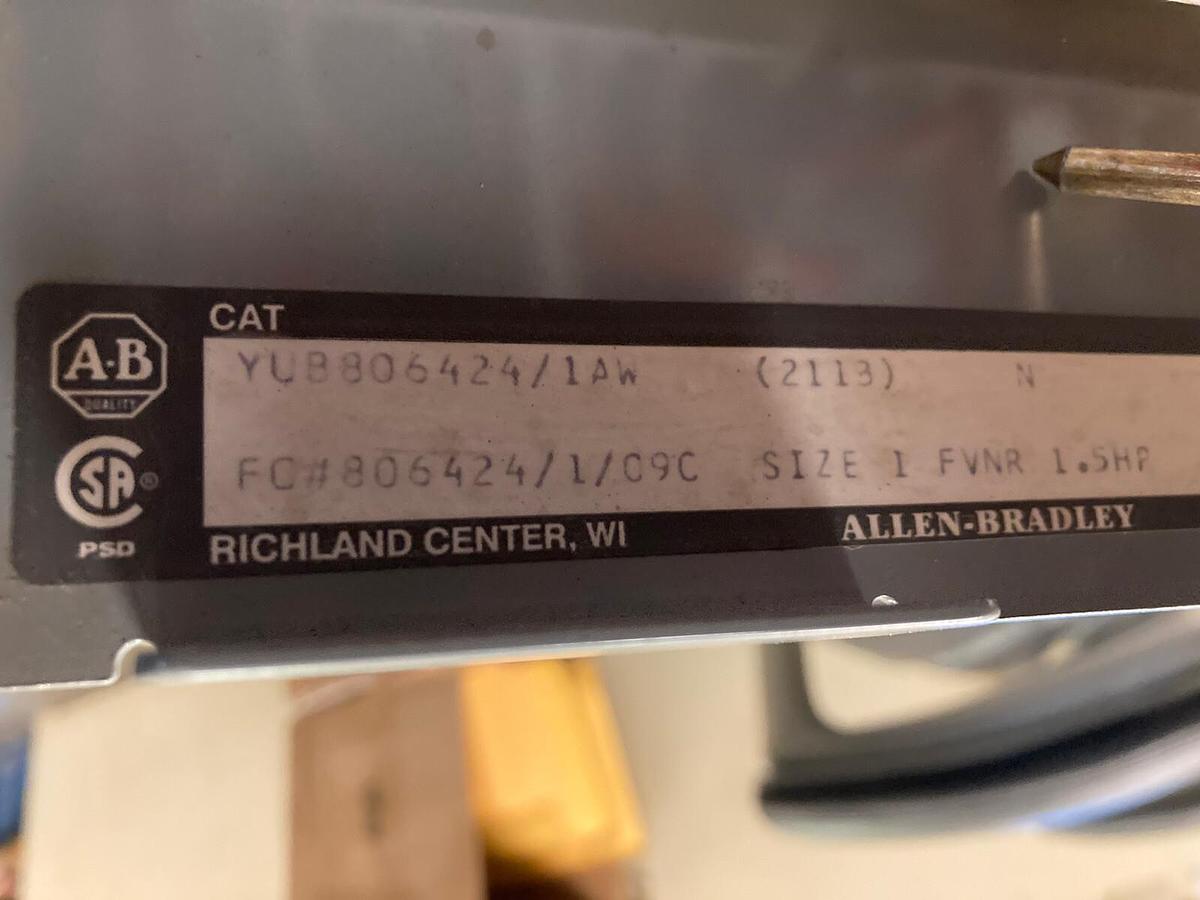 CAT
A-B
QUALITY
YUB806424/1AW (2113) N
SA ®
PSD
FC#806424/1/09C SIZE 1 FVNR 1.5HP
RICHLAND CENTER, WI ALLEN-BRADLEY